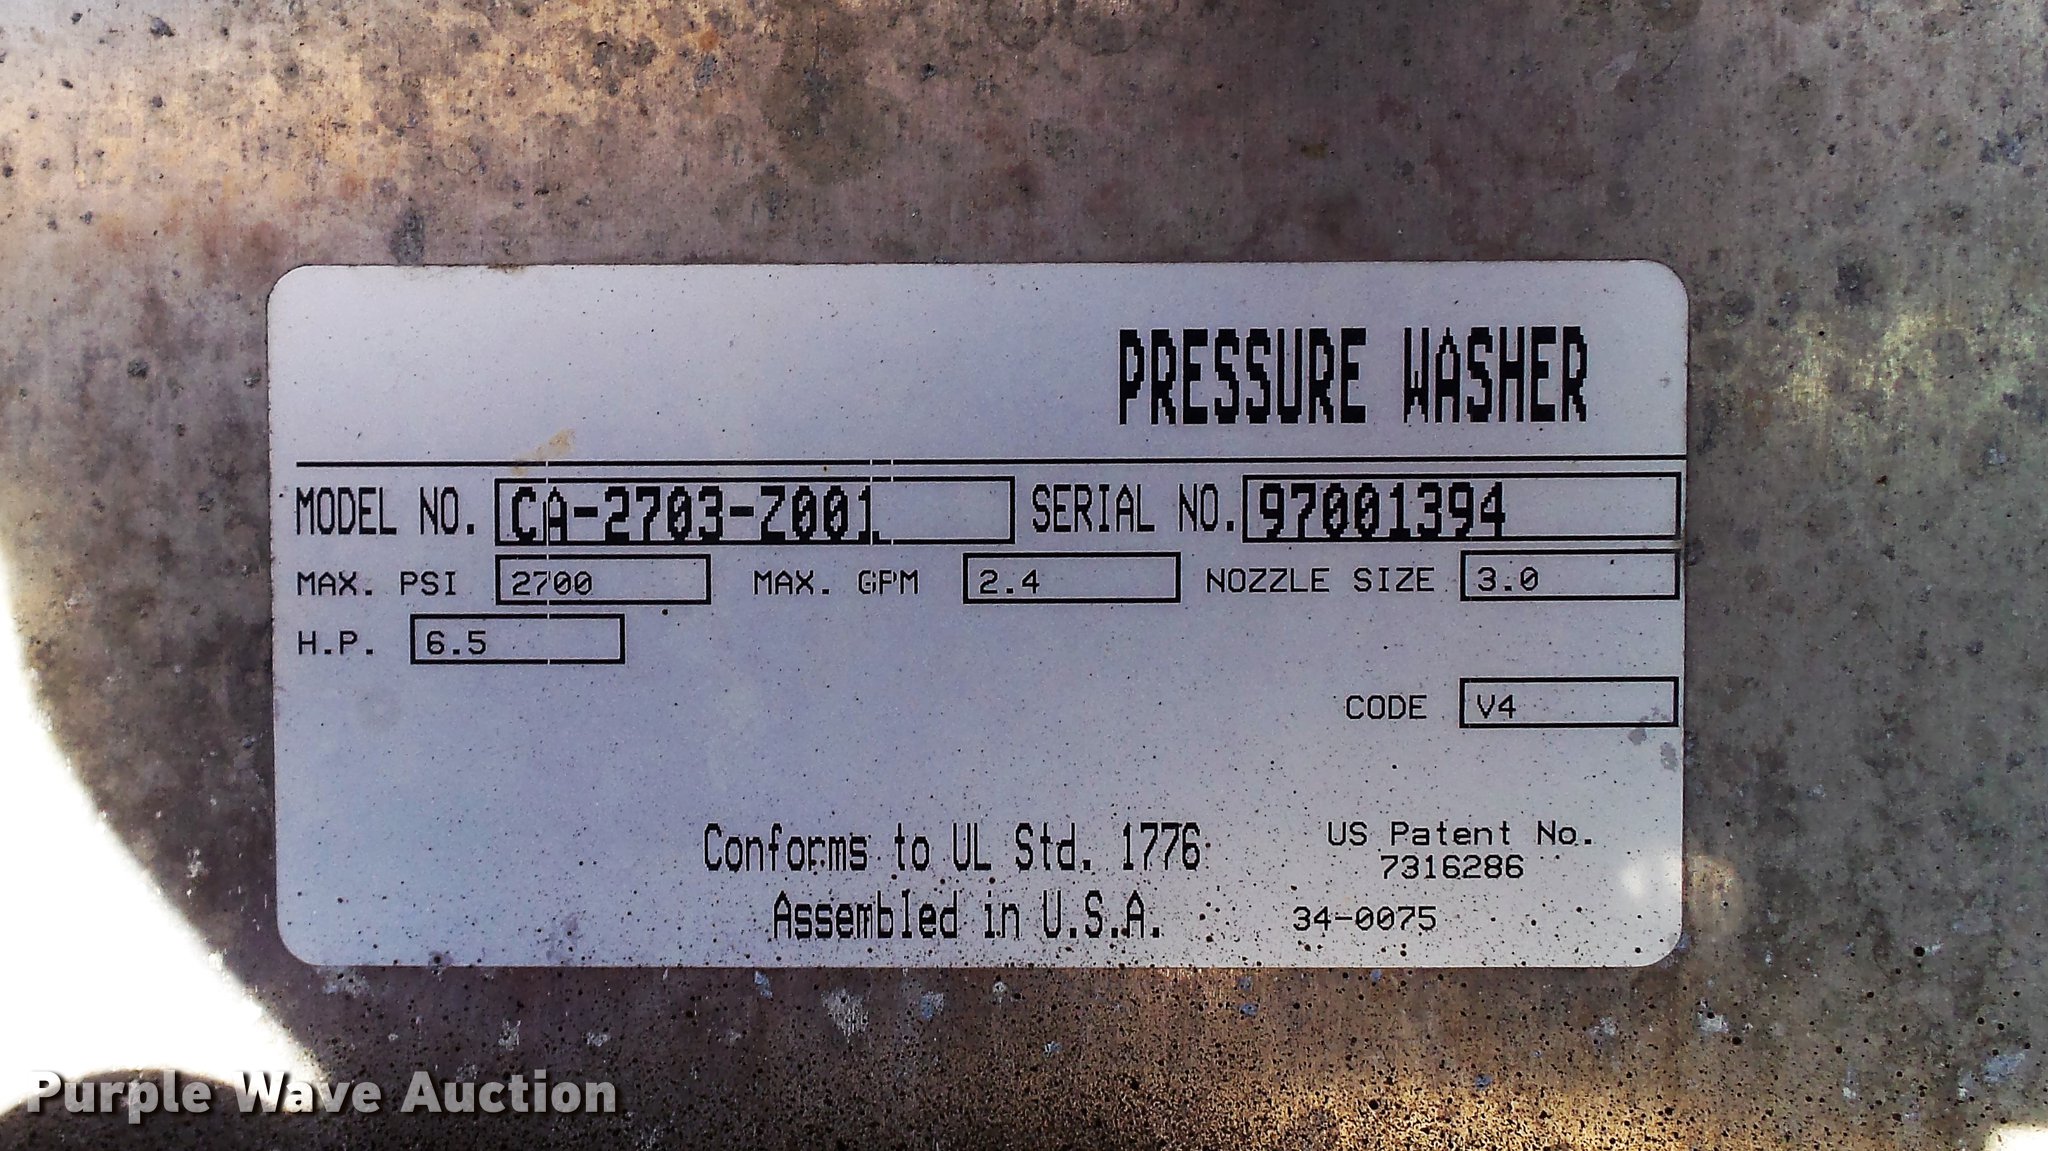 PRESSURE WASHER
MODEL NO. CA-2703-Z001 SERIAL NO. 97001394
MAX. PSI 2700 MAX. GPM 2.4 NOZZLE SIZE 3.0
H.P. 6.5
CODE V4
Conforms to UL Std. 1776
US Patent No.
7316286
Assembled in U.S.A.
34-0075
Purple Wave Auction